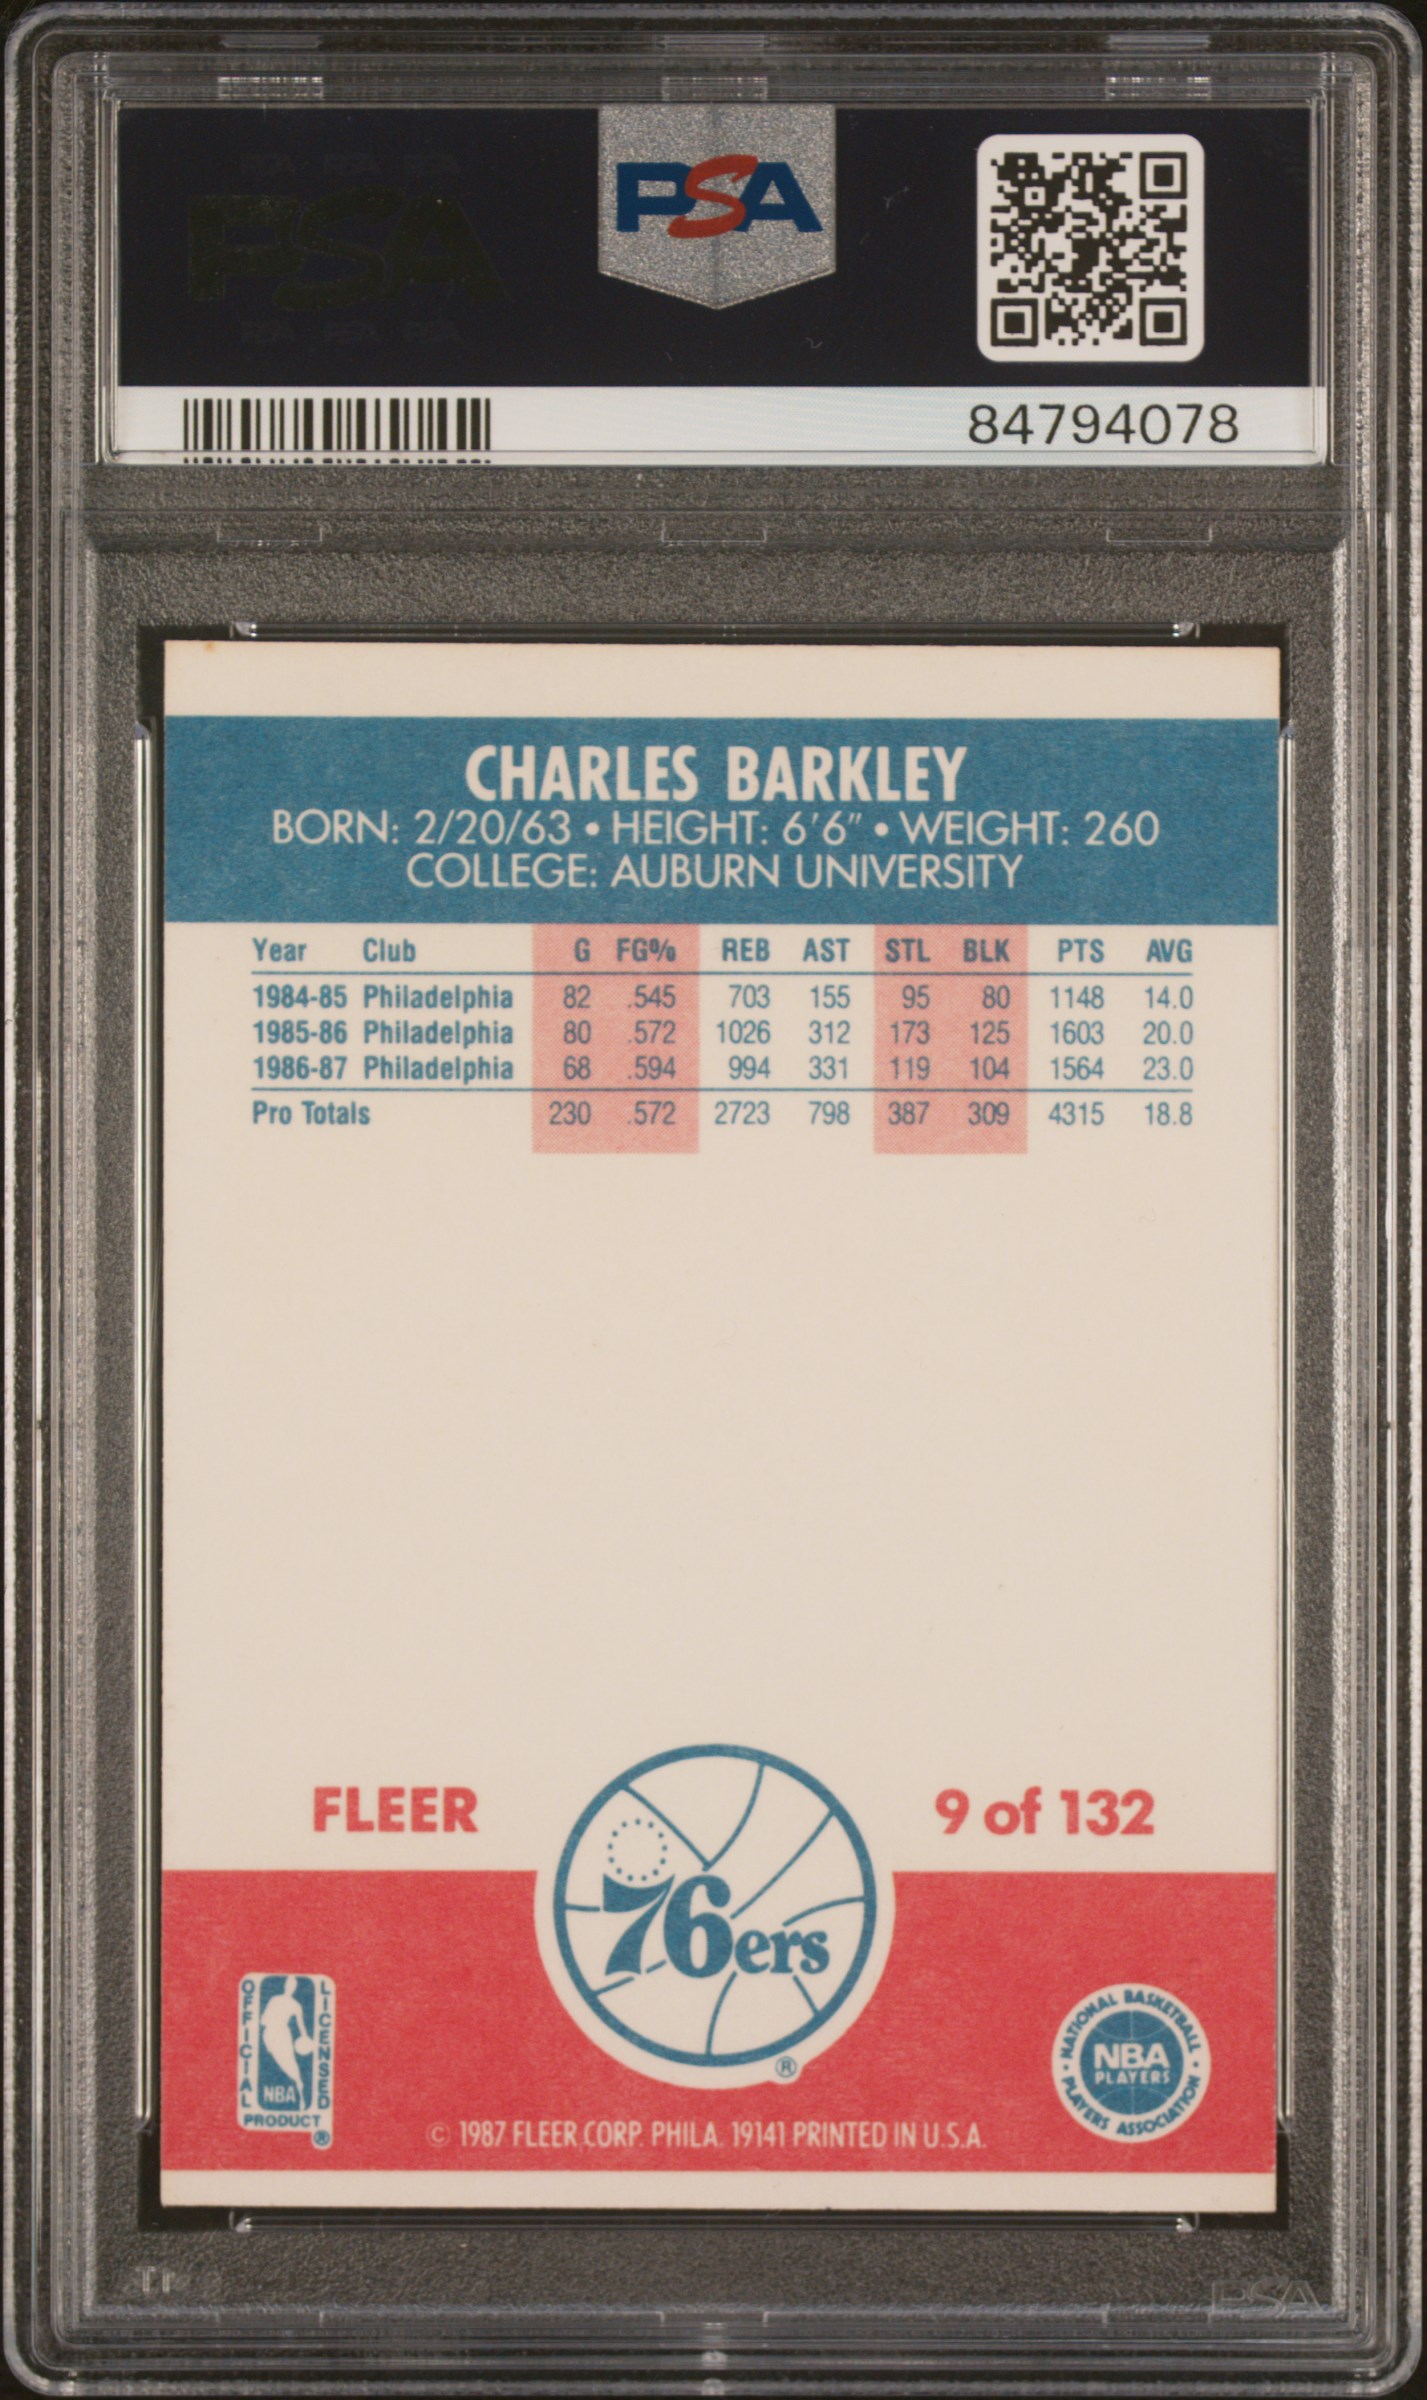 PSA
PSA
84794078
CHARLES BARKLEY
BORN: 2/20/63 • HEIGHT: 6'6" • WEIGHT: 260
COLLEGE: AUBURN UNIVERSITY
Year Club G FG% REB AST STL BLK PTS AVG
1984-85 Philadelphia 82 .545 703 155 95 80 1148 14.0
1985-86 Philadelphia 80 .572 1026 312 173 125 1603 20.0
1986-87 Philadelphia 68 .594 994 331 119 104 1564 23.0
Pro Totals 230 .572 2723 798 387 309 4315 18.8
FLEER
9 of 132
76ers
®
OFFICIAL LICENSED
NBA
PRODUCT
®
NATIONAL BASKETBALL
NBA
PLAYERS
• PLAYERS ASSOCIATION •
© 1987 FLEER CORP. PHILA. 19141 PRINTED IN U.S.A.
PSA